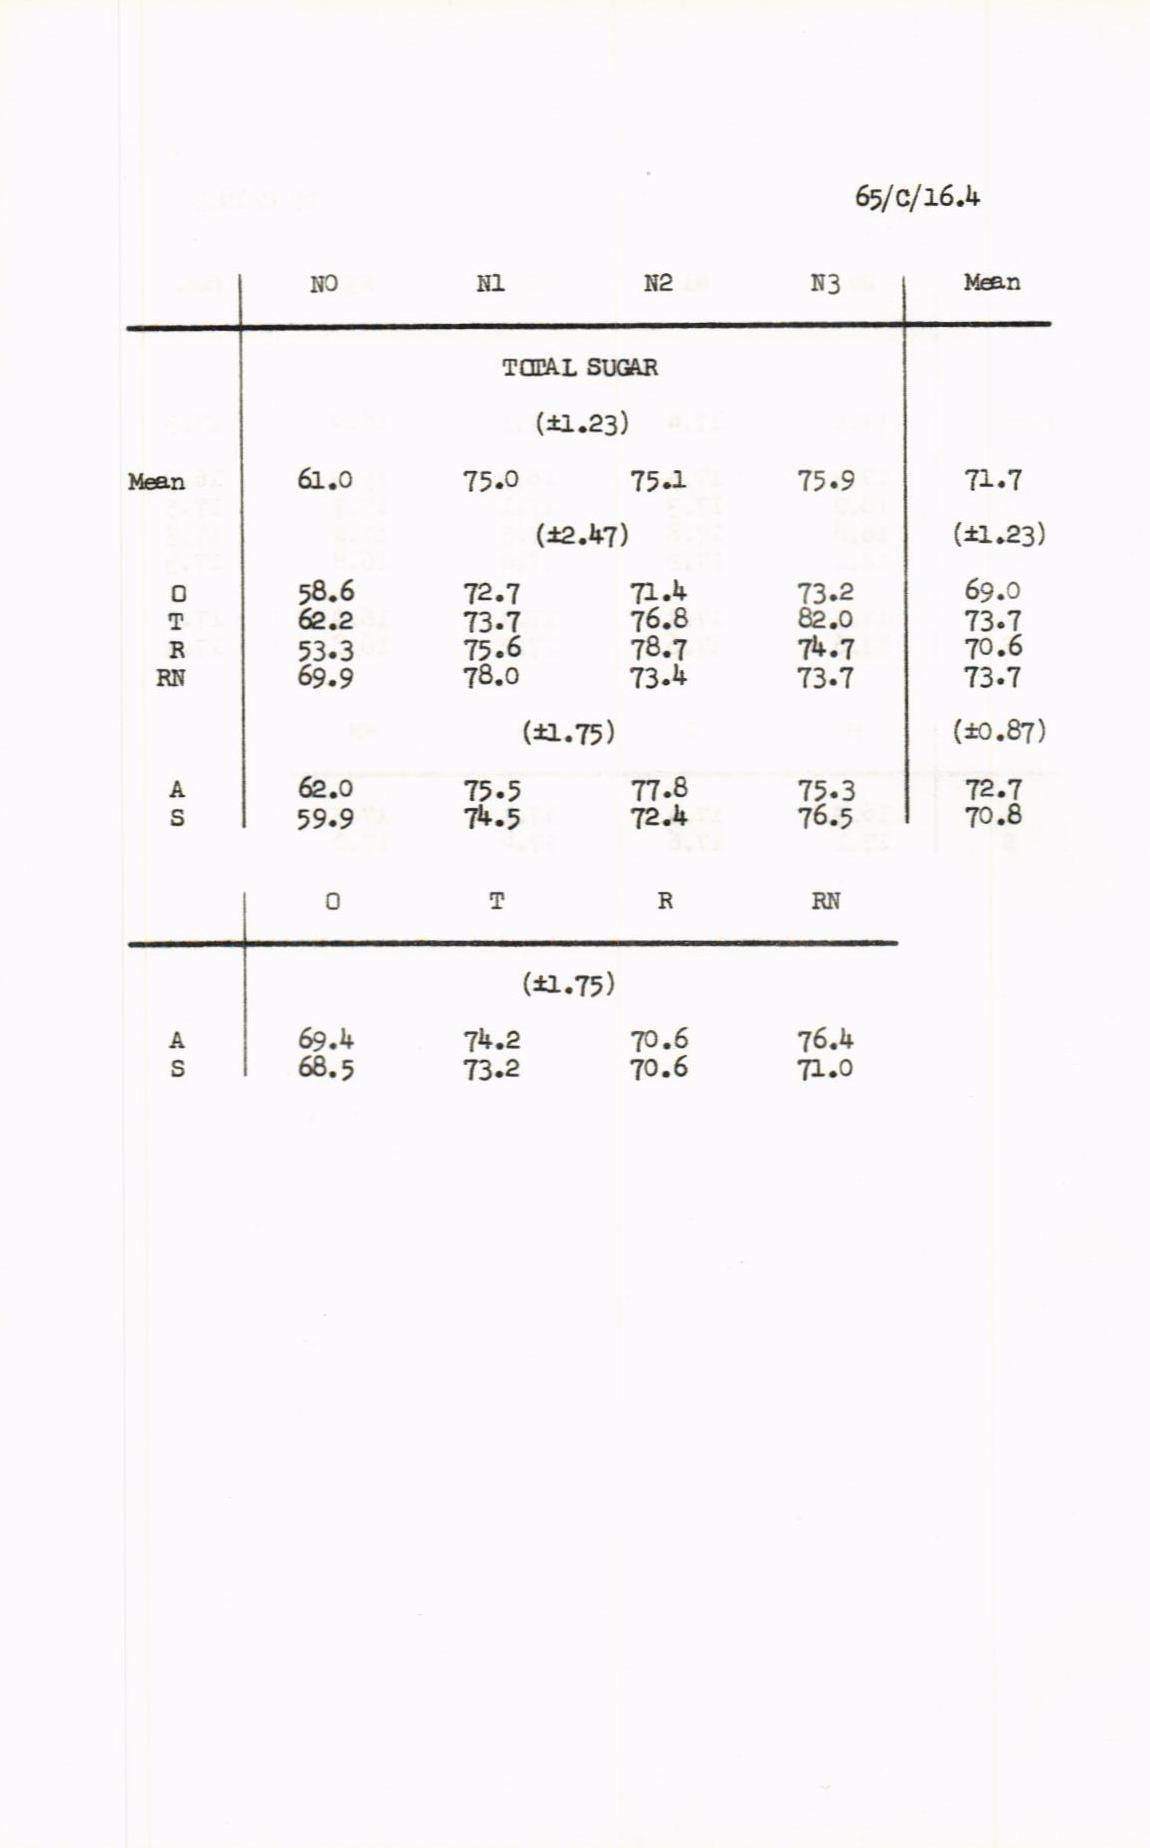 65/C/16.4
N0 N1 N2 N3 Mean
TOTAL SUGAR
(±1.23)
Mean 61.0 75.0 75.1 75.9 71.7
(±2.47) (±1.23)
O 58.6 72.7 71.4 73.2 69.0
T 62.2 73.7 76.8 82.0 73.7
R 53.3 75.6 78.7 74.7 70.6
RN 69.9 78.0 73.4 73.7 73.7
(±1.75) (±0.87)
A 62.0 75.5 77.8 75.3 72.7
S 59.9 74.5 72.4 76.5 70.8
O T R RN
(±1.75)
A 69.4 74.2 70.6 76.4
S 68.5 73.2 70.6 71.0